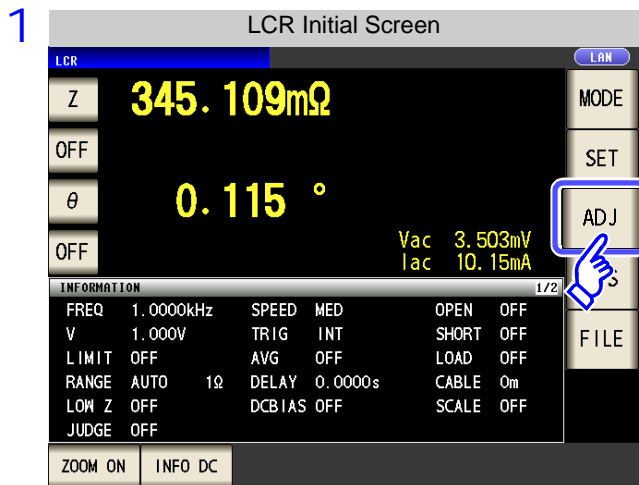 1
LCR Initial Screen
LCR
LAN
Z 345.109mΩ
MODE
OFF
SET
θ 0.115 °
ADJ
OFF
Vac 3.503mV
Iac 10.15mA
INFORMATION 1/2
FREQ 1.0000kHz SPEED MED OPEN OFF
V 1.000V TRIG INT SHORT OFF
FILE
LIMIT OFF AVG OFF LOAD OFF
RANGE AUTO 1Ω DELAY 0.0000s CABLE 0m
LOW Z OFF DCBIAS OFF SCALE OFF
JUDGE OFF
ZOOM ON INFO DC